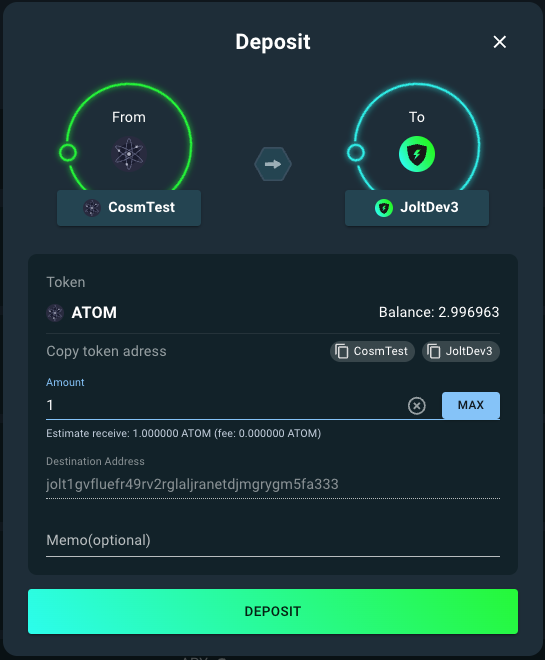 Deposit
From
To
CosmTest
JoltDev3
Token
ATOM
Balance: 2.996963
Copy token adress
CosmTest
JoltDev3
Amount
1
MAX
Estimate receive: 1.000000 ATOM (fee: 0.000000 ATOM)
Destination Address
jolt1gvfluefr49rv2rglaljranetdjmgrygm5fa333
Memo(optional)
DEPOSIT